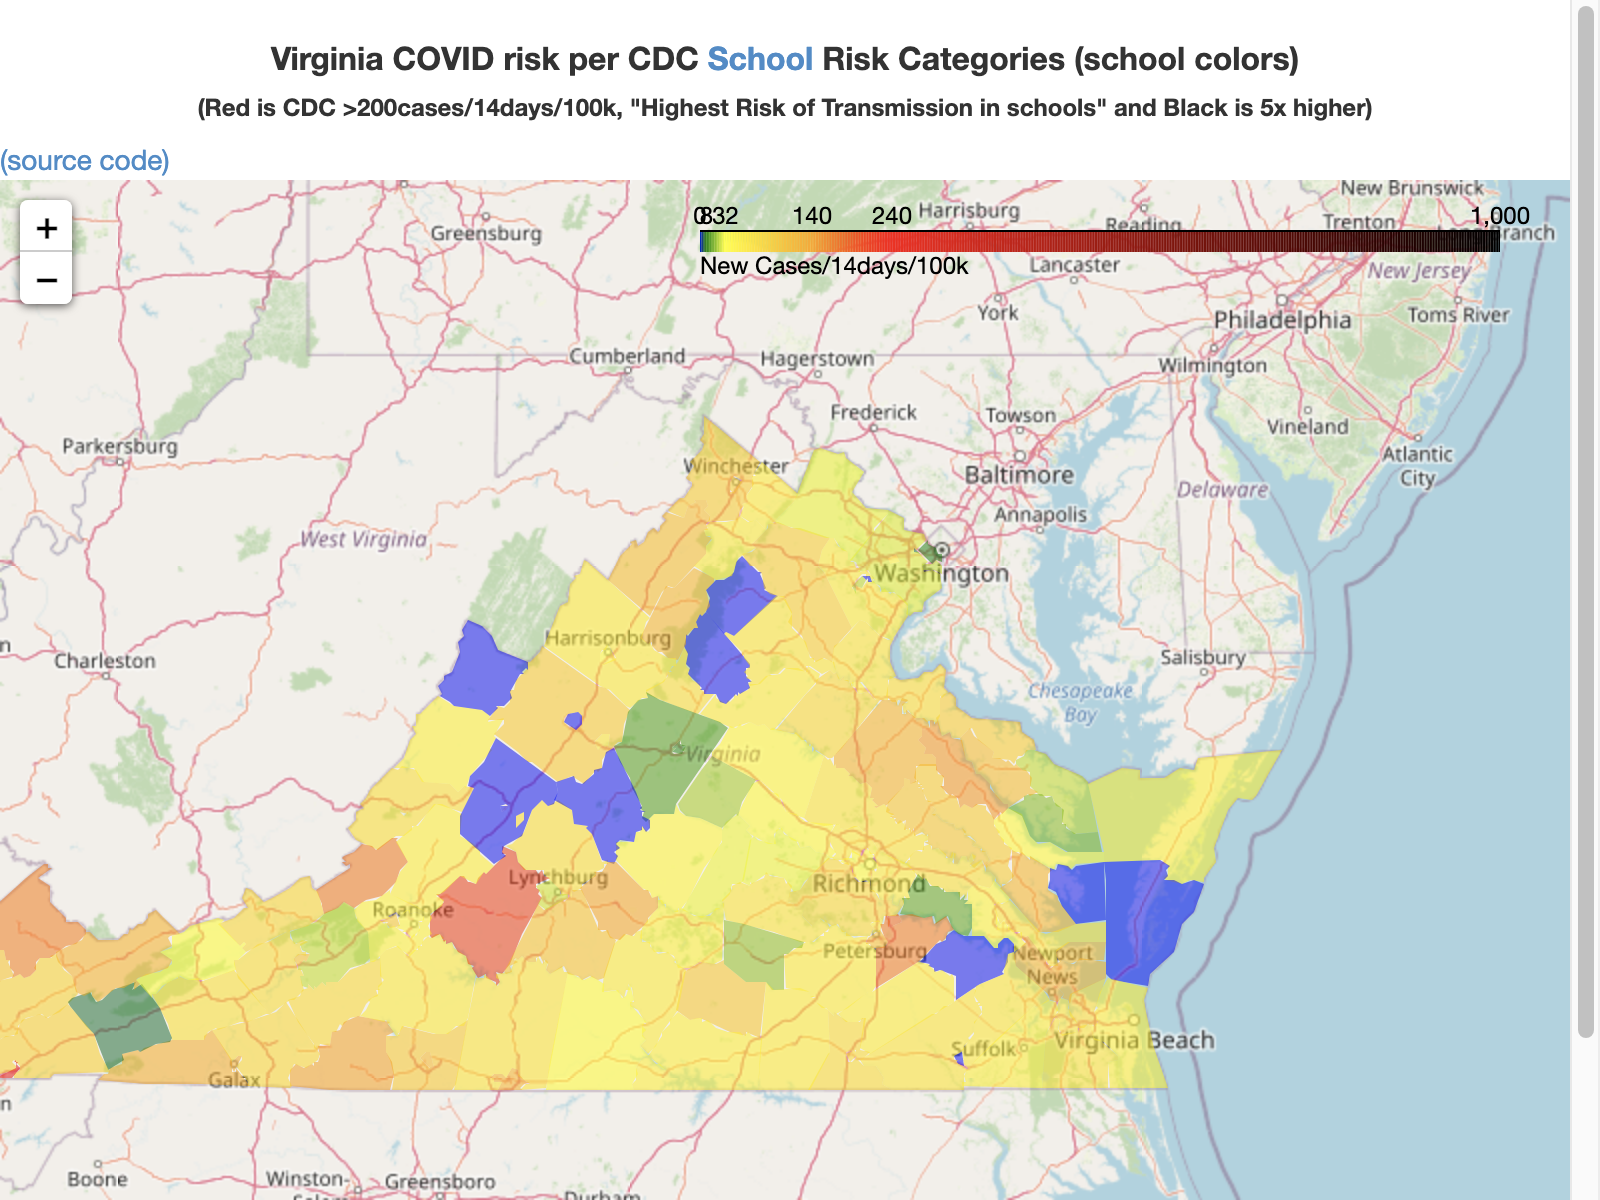 Virginia COVID risk per CDC School Risk Categories (school colors)
(Red is CDC >200cases/14days/100k, "Highest Risk of Transmission in schools" and Black is 5x higher)
(source code)
+
−
0 8 32 140 240 1,000
New Cases/14days/100k
New Brunswick
Harrisburg
Reading
Trenton
Branch
Greensburg
Lancaster
New Jersey
York
Philadelphia
Toms River
Cumberland
Hagerstown
Wilmington
Frederick
Towson
Vineland
Parkersburg
Winchester
Baltimore
Atlantic
City
Delaware
Annapolis
West Virginia
Washington
Harrisonburg
Charleston
Salisbury
Chesapeake
Bay
Virginia
Lynchburg
Richmond
Roanoke
Petersburg
Newport
News
Suffolk
Virginia Beach
Galax
Boone
Winston-
Greensboro
Durham